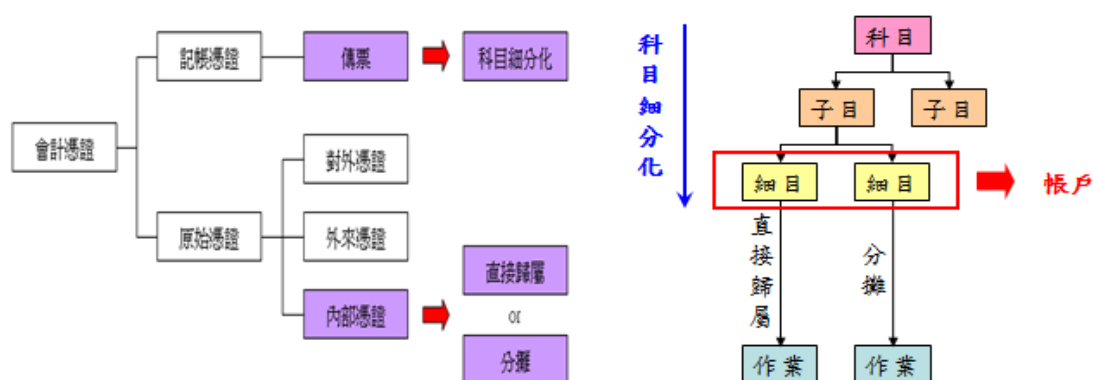 會計憑證
記帳憑證
傳票
科目細分化
原始憑證
對外憑證
外來憑證
內部憑證
直接歸屬
or
分攤
科目細分化
科目
子目
子目
細目
細目
帳戶
直接歸屬
分攤
作業
作業